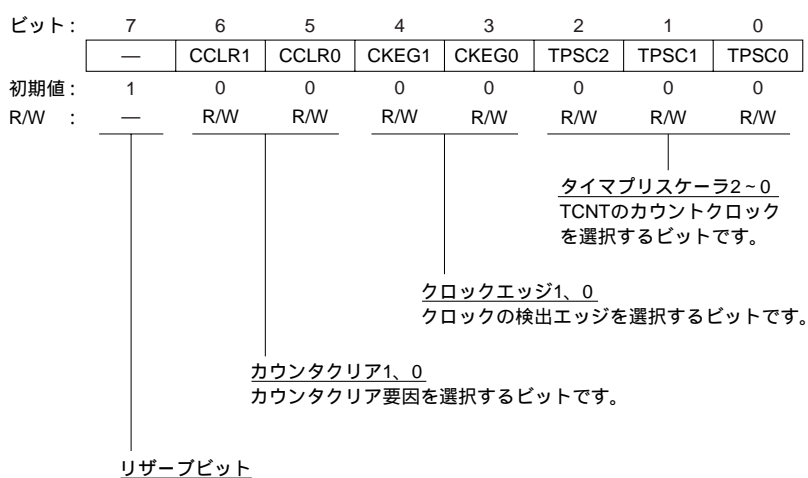 ビット： 7 6 5 4 3 2 1 0
— CCLR1 CCLR0 CKEG1 CKEG0 TPSC2 TPSC1 TPSC0
初期値： 1 0 0 0 0 0 0 0
R/W ： — R/W R/W R/W R/W R/W R/W R/W
タイマプリスケーラ2~0
TCNTのカウントクロック
を選択するビットです。
クロックエッジ1、0
クロックの検出エッジを選択するビットです。
カウンタクリア1、0
カウンタクリア要因を選択するビットです。
リザーブビット